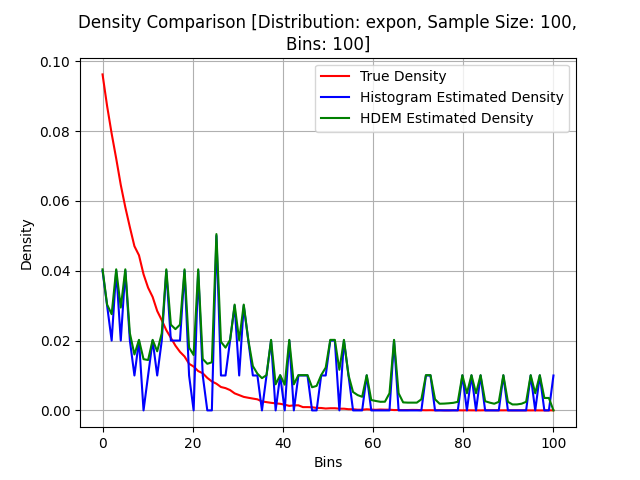 Density Comparison [Distribution: expon, Sample Size: 100,
Bins: 100]
True Density
Histogram Estimated Density
HDEM Estimated Density
Density
0.10
0.08
0.06
0.04
0.02
0.00
0 20 40 60 80 100
Bins